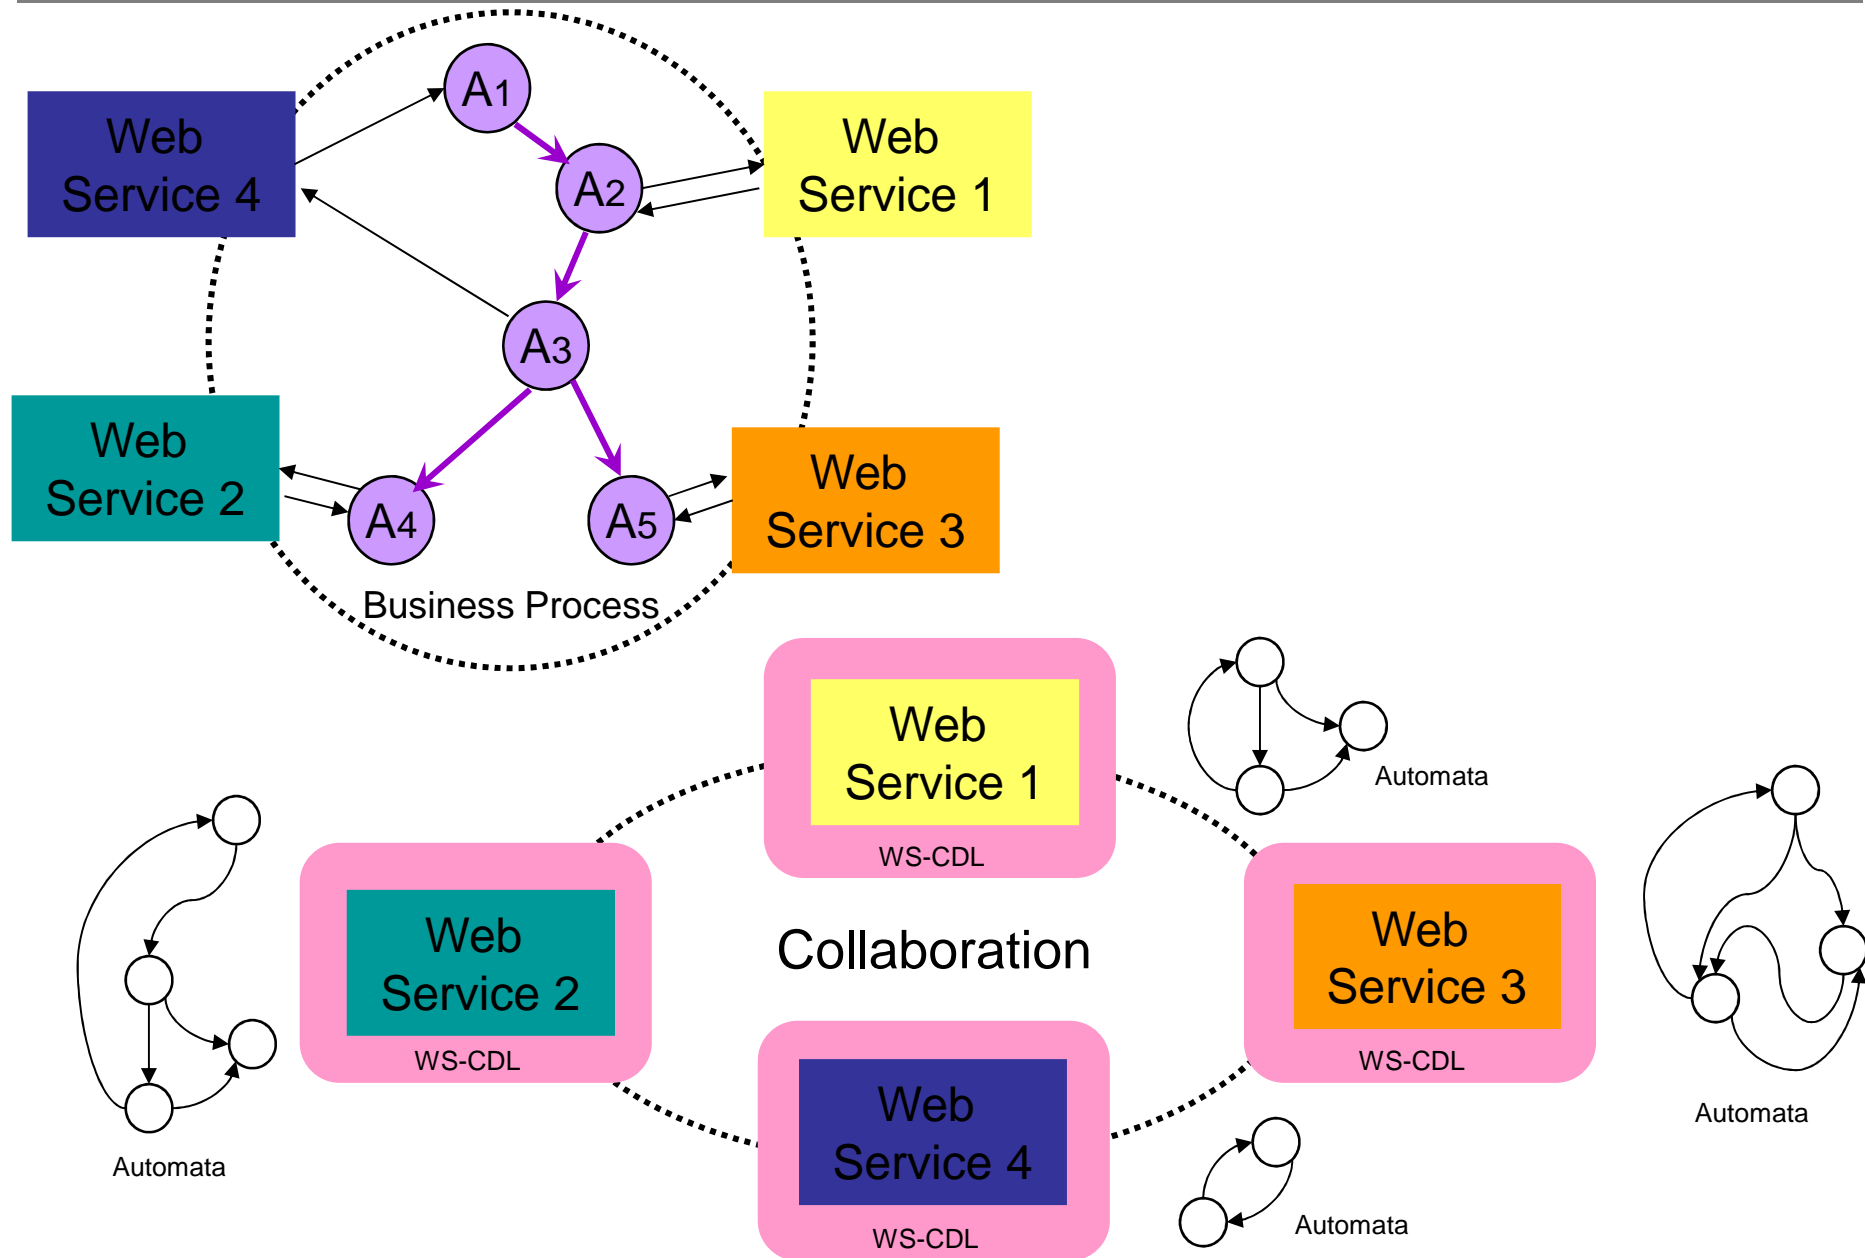 A1
Web
Service 4
Web
Service 1
A2
A3
Web
Service 2
Web
Service 3
A4
A5
Business Process
Web
Service 1
WS-CDL
Automata
Web
Service 2
WS-CDL
Automata
Collaboration
Web
Service 3
WS-CDL
Automata
Web
Service 4
WS-CDL
Automata